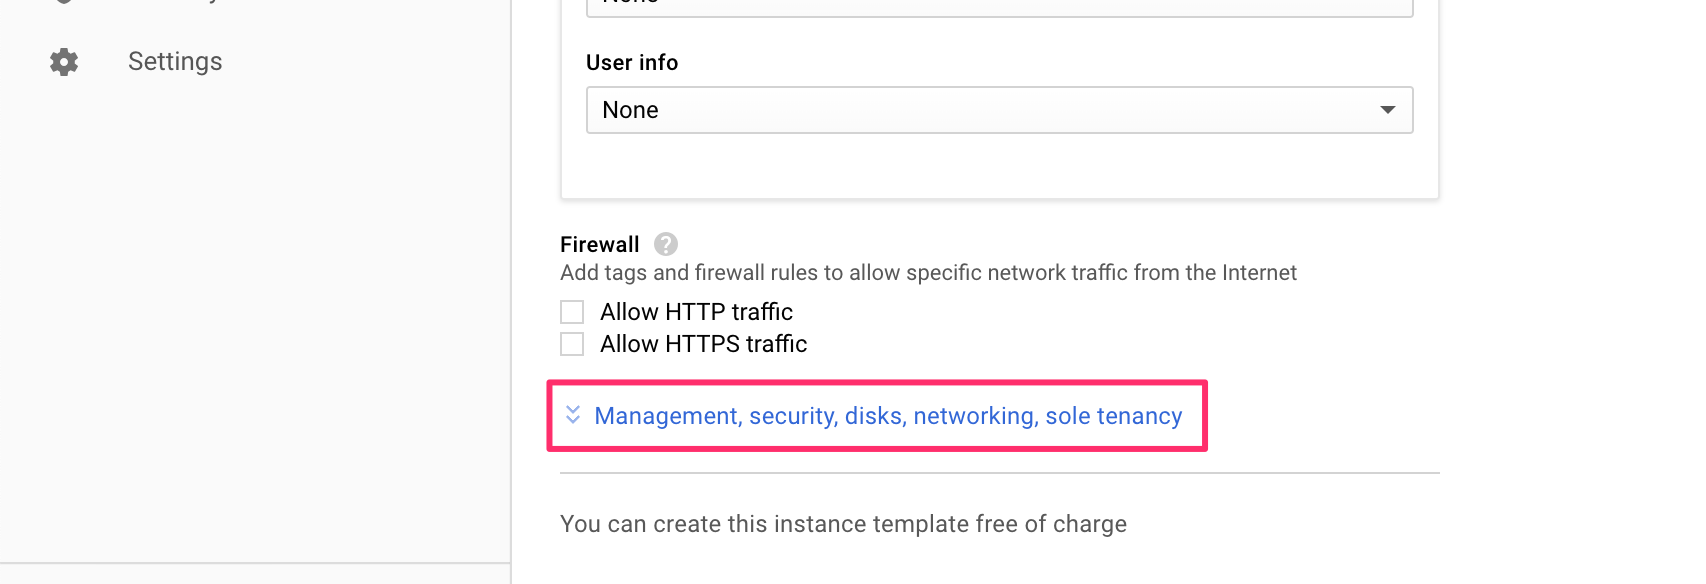 Settings
None
User info
None
Firewall
Add tags and firewall rules to allow specific network traffic from the Internet
Allow HTTP traffic
Allow HTTPS traffic
Management, security, disks, networking, sole tenancy
You can create this instance template free of charge